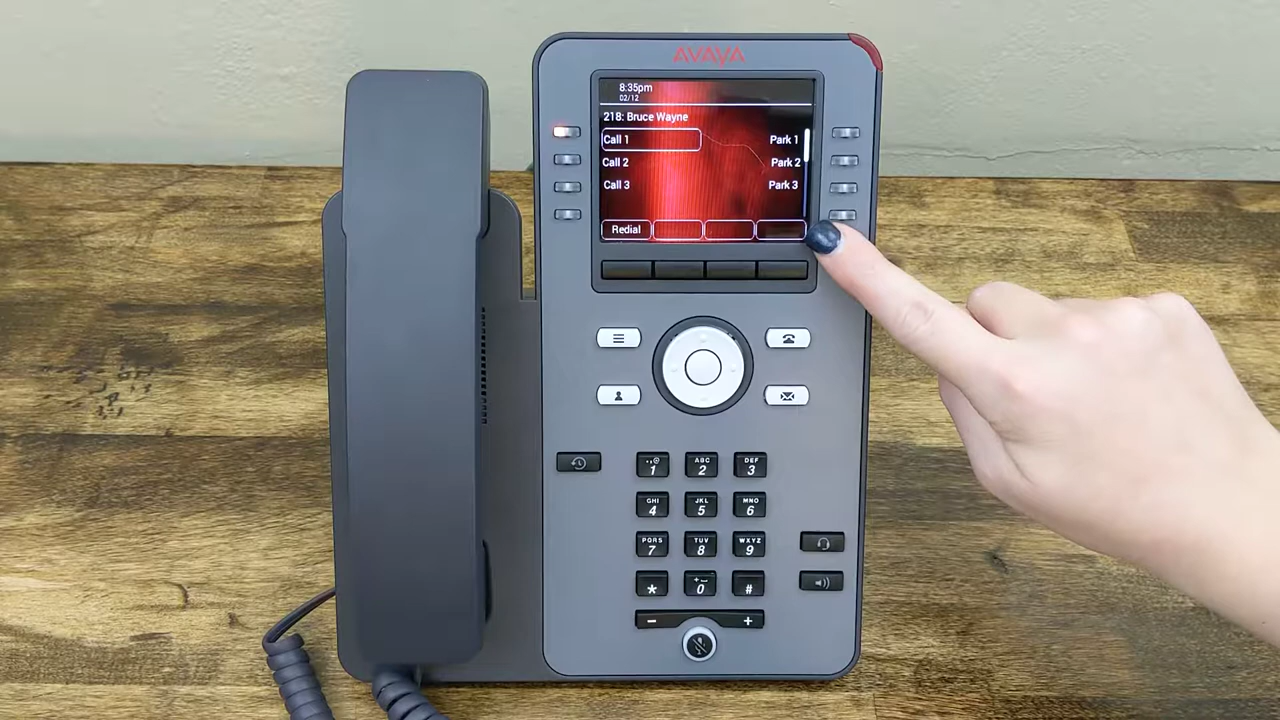 AVAYA
8:35pm
02/12
218: Bruce Wayne
Call 1 Park 1
Call 2 Park 2
Call 3 Park 3
Redial
1 ABC 2 DEF 3
GHI 4 JKL 5 MNO 6
PQRS 7 TUV 8 WXYZ 9
* 0 #
- +